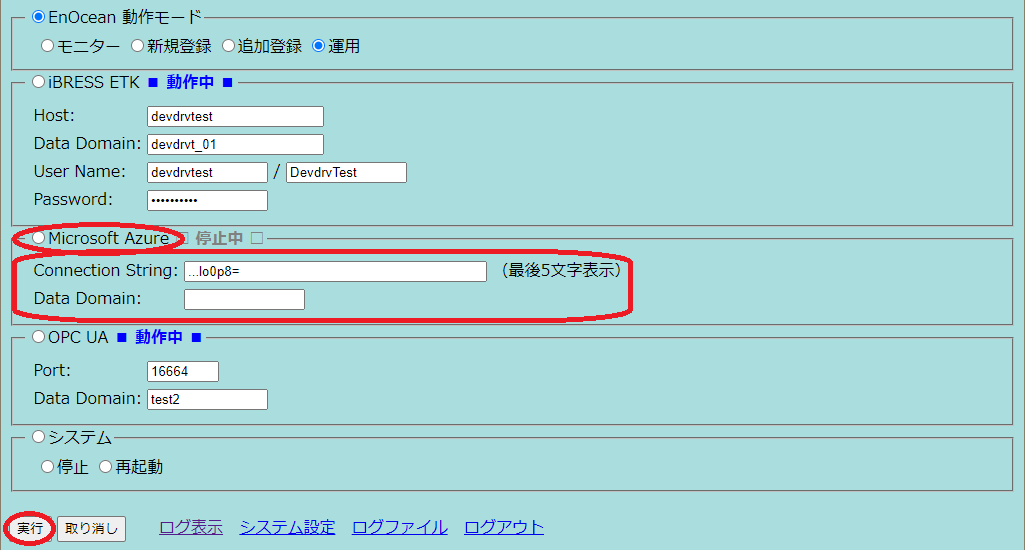 EnOcean 動作モード
モニター 新規登録 追加登録 運用
iBRESS ETK ■ 動作中 ■
Host: devdrvtest
Data Domain: devdrvt_01
User Name: devdrvtest / DevdrvTest
Password: ••••••••••
Microsoft Azure □ 停止中 □
Connection String: ...lo0p8= （最後5文字表示）
Data Domain:
OPC UA ■ 動作中 ■
Port: 16664
Data Domain: test2
システム
停止 再起動
実行 取り消し ログ表示 システム設定 ログファイル ログアウト